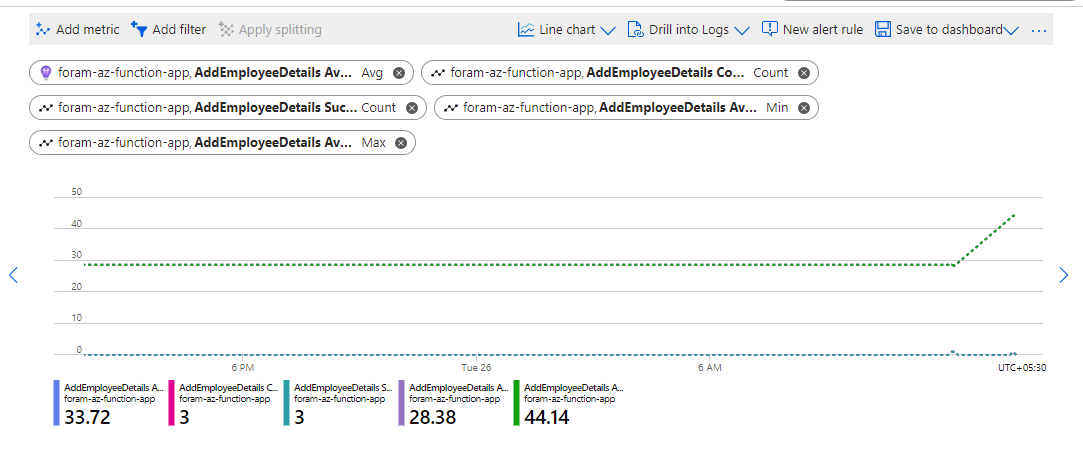 Add metric Add filter Apply splitting Line chart Drill into Logs New alert rule Save to dashboard ...
foram-az-function-app, AddEmployeeDetails Av... Avg
foram-az-function-app, AddEmployeeDetails Co... Count
foram-az-function-app, AddEmployeeDetails Suc... Count
foram-az-function-app, AddEmployeeDetails Av... Min
foram-az-function-app, AddEmployeeDetails Av... Max
50
40
30
20
10
0
6 PM Tue 26 6 AM UTC+05:30
AddEmployeeDetails A...
foram-az-function-app
33.72
AddEmployeeDetails C...
foram-az-function-app
3
AddEmployeeDetails S...
foram-az-function-app
3
AddEmployeeDetails A...
foram-az-function-app
28.38
AddEmployeeDetails A...
foram-az-function-app
44.14